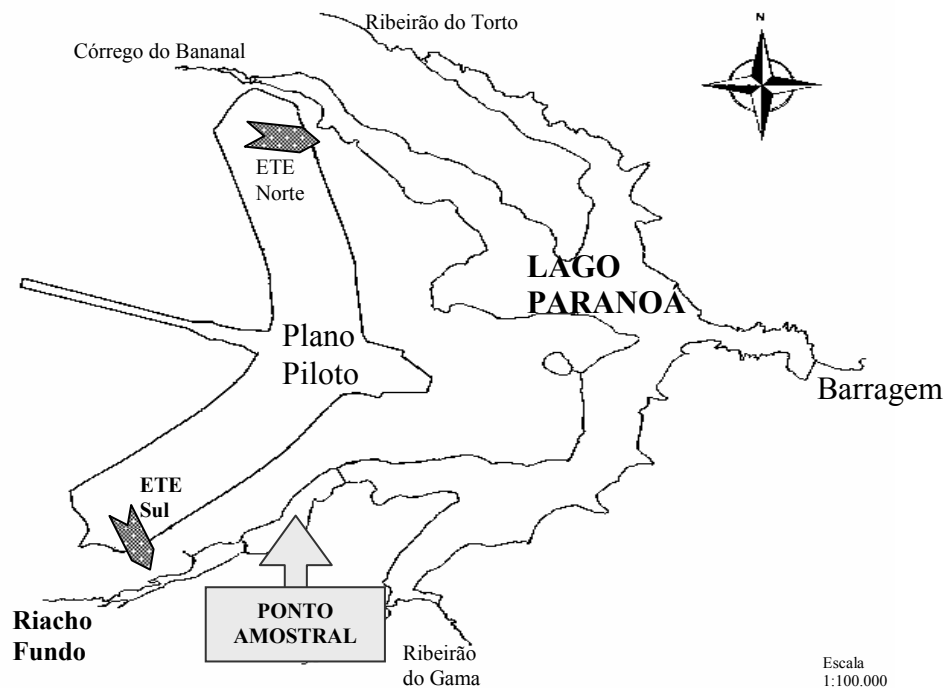 Ribeirão do Torto
N
Córrego do Bananal
ETE
Norte
LAGO
PARANOÁ
Plano
Piloto
Barragem
ETE
Sul
Riacho
Fundo
PONTO
AMOSTRAL
Ribeirão
do Gama
Escala
1:100.000